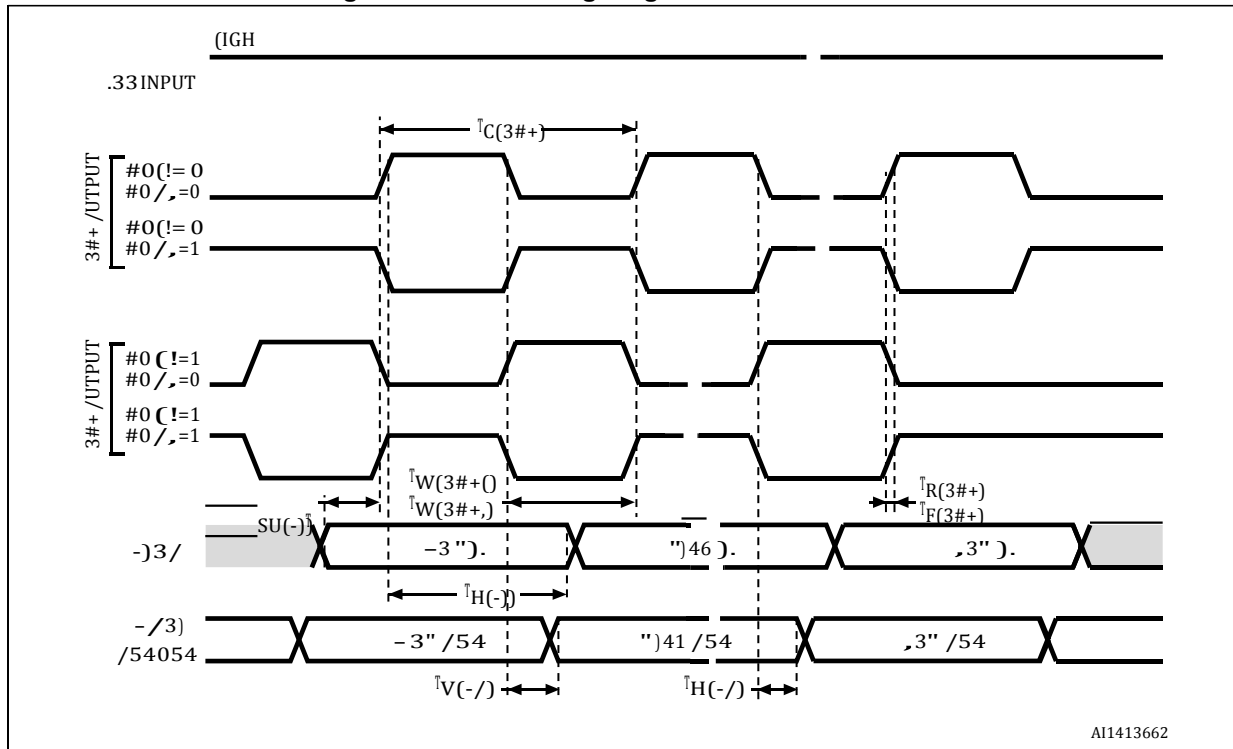 (IGH
.33 INPUT
TC(3#+)
3#+ /UTPUT
#0(!= 0
#0/,=0
#0(!= 0
#0/,=1
3#+ /UTPUT
#0 (!=1
#0 /,=0
#0 (!=1
#0 /,=1
TW(3#+()
TW(3#+,)
TR(3#+)
TF(3#+)
SU(-)T
-)3/
-3").
")46 ).
,3" ).
TH(-))
-/3)
/54054
-3" /54
")41 /54
,3" /54
TV(-/)
TH(-/)
AI1413662